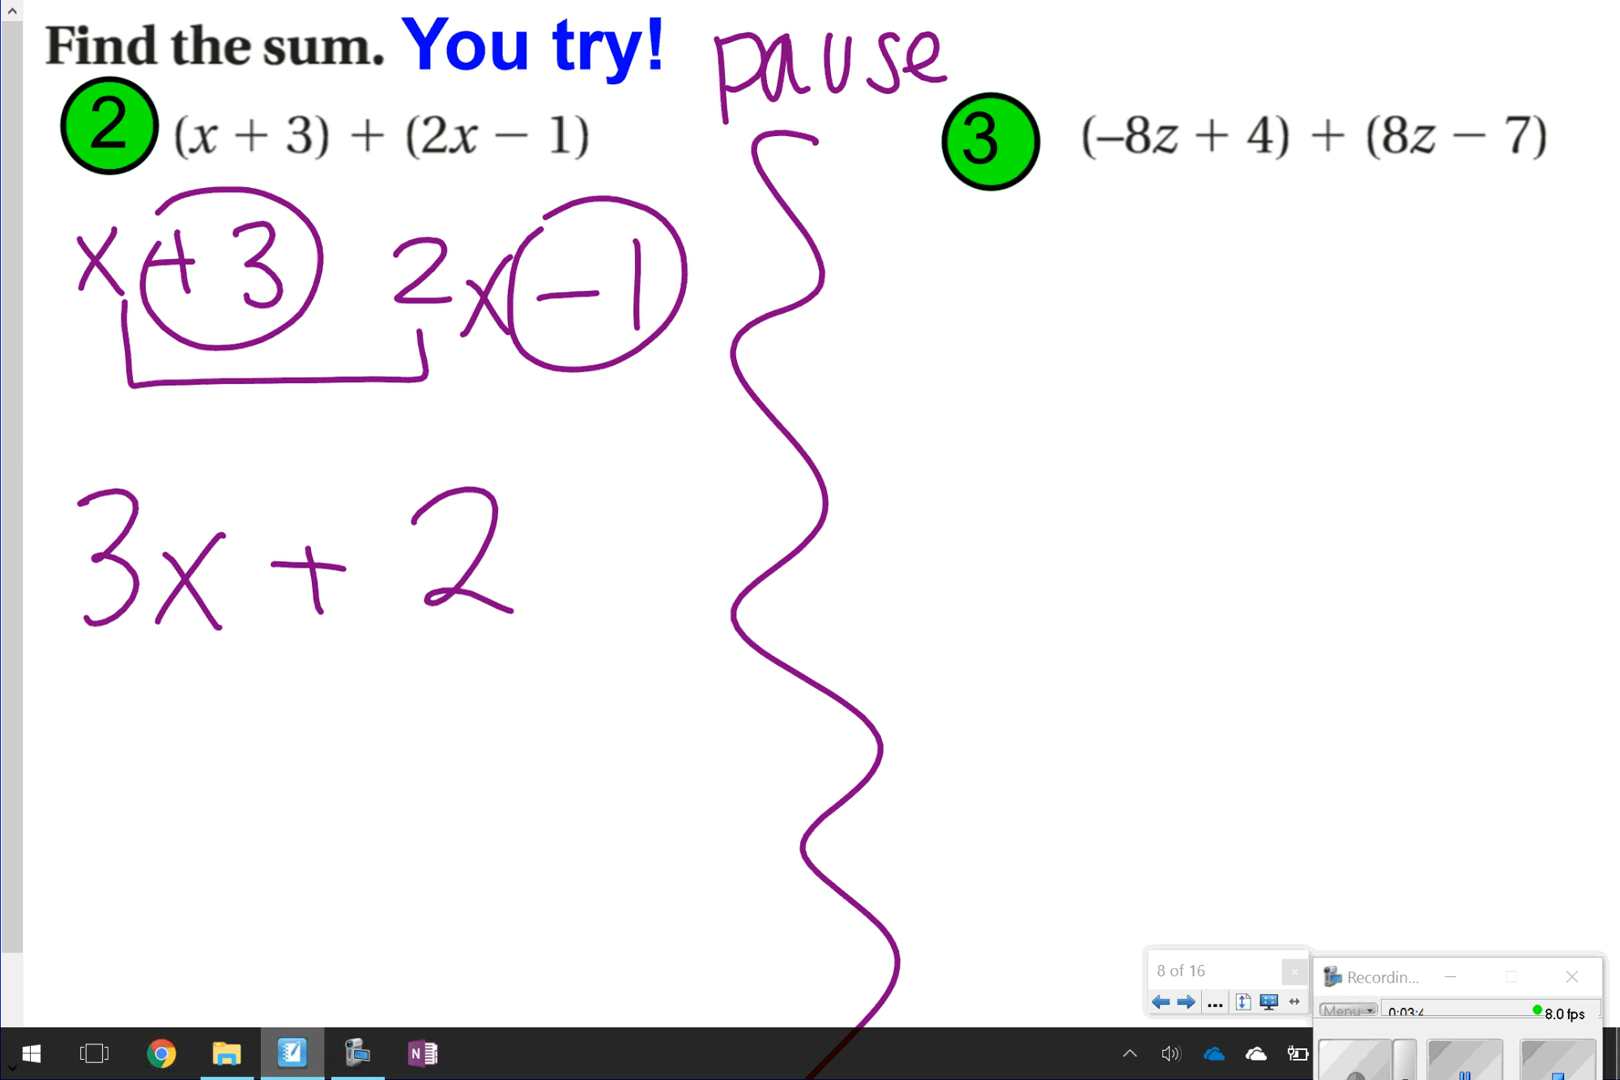 Find the sum. You try! pause
2 (x + 3) + (2x − 1)
3 (–8z + 4) + (8z − 7)
x + 3 2x − 1
3x + 2
8 of 16
Recordin...
Menu
8.0 fps